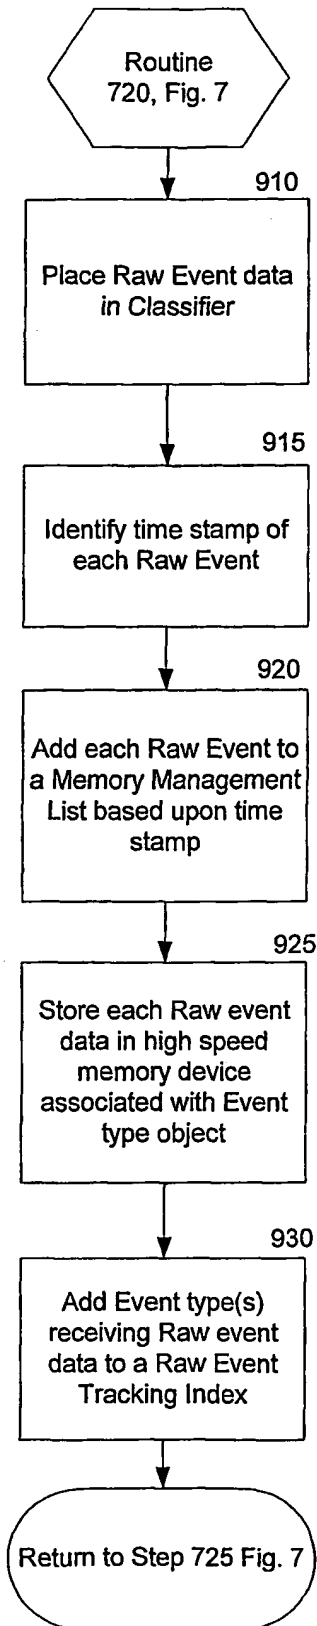 Routine
720, Fig. 7
910
Place Raw Event data
in Classifier
915
Identify time stamp of
each Raw Event
920
Add each Raw Event to
a Memory Management
List based upon time
stamp
925
Store each Raw event
data in high speed
memory device
associated with Event
type object
930
Add Event type(s)
receiving Raw event
data to a Raw Event
Tracking Index
Return to Step 725 Fig. 7